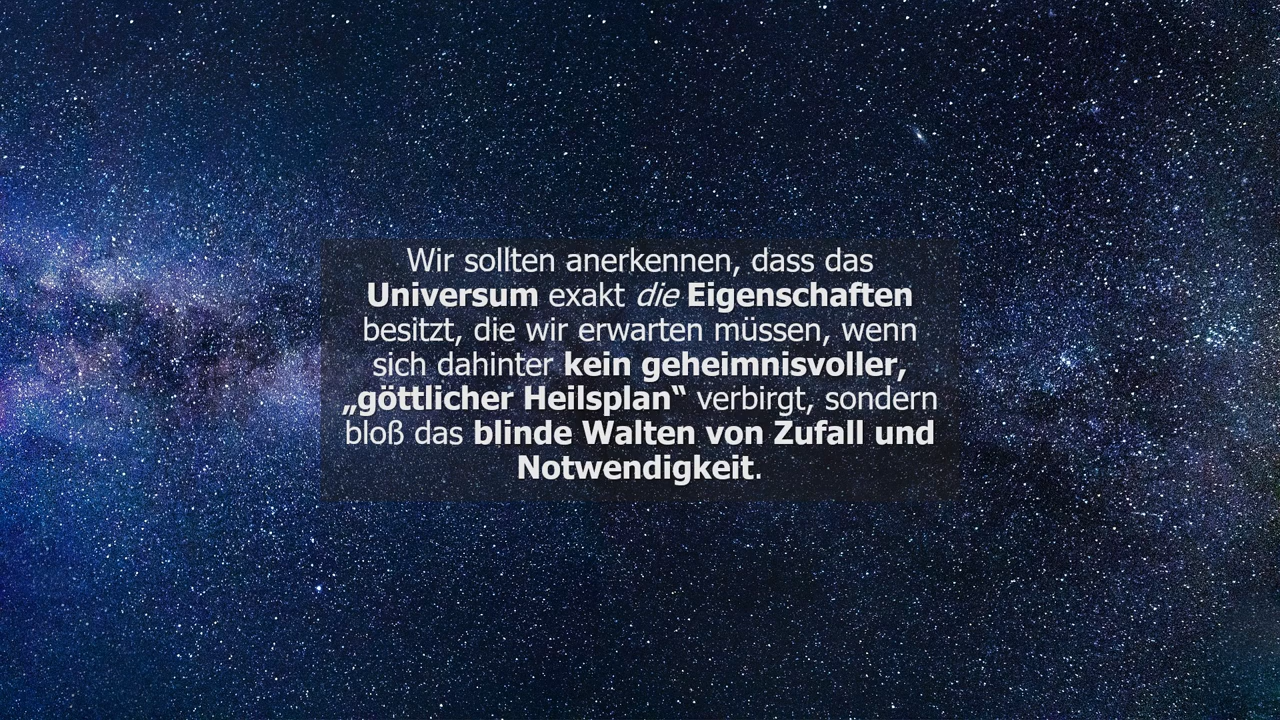 Wir sollten anerkennen, dass das
Universum exakt die Eigenschaften
besitzt, die wir erwarten müssen, wenn
sich dahinter kein geheimnisvoller,
„göttlicher Heilsplan“ verbirgt, sondern
bloß das blinde Walten von Zufall und
Notwendigkeit.